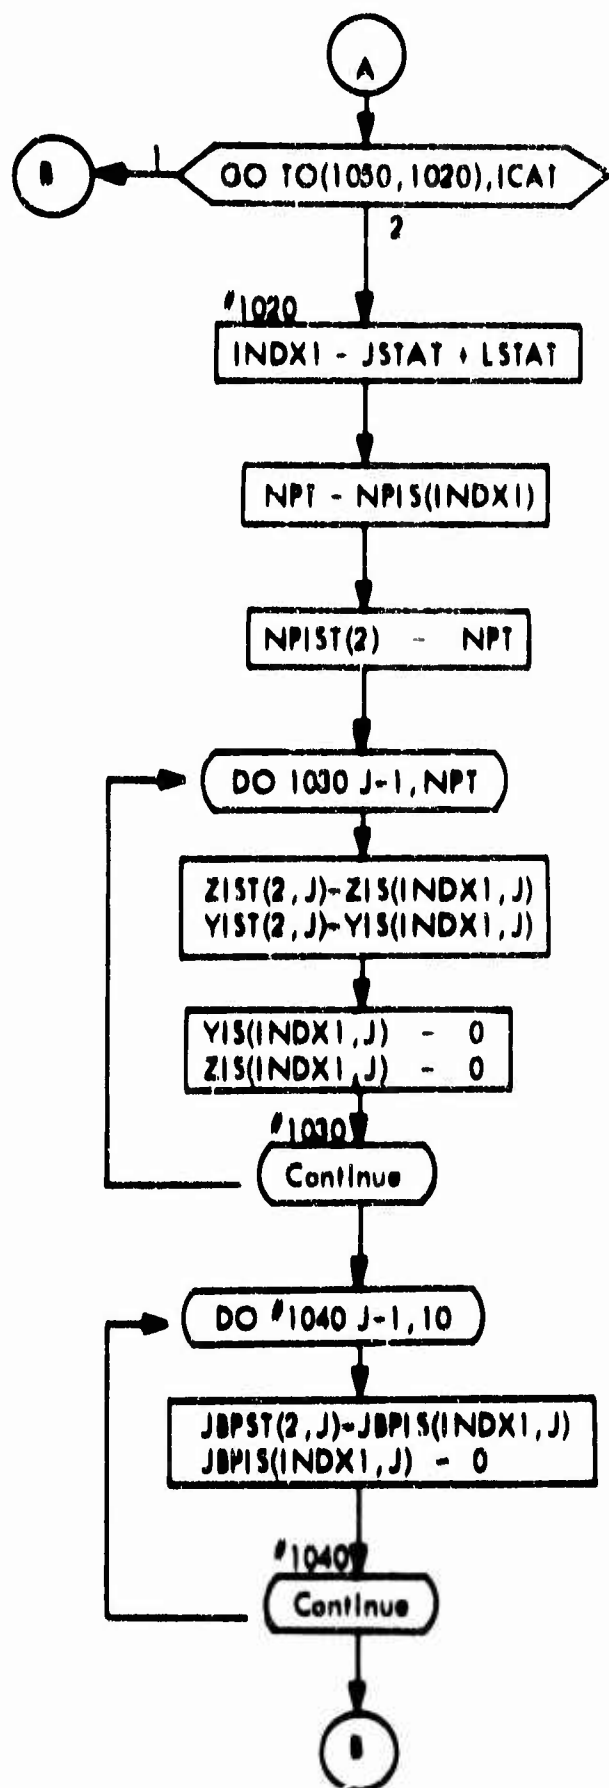 A
B
1
GO TO(1050,1020),ICAT
2
#1020
INDX1 - JSTAT + LSTAT
NPT - NPIS(INDX1)
NPIST(2) - NPT
DO 1030 J-1,NPT
ZIST(2,J)-ZIS(INDX1,J)
YIST(2,J)-YIS(INDX1,J)
YIS(INDX1,J) - 0
ZIS(INDX1,J) - 0
#1030
Continue
DO #1040 J-1,10
JBPST(2,J)-JBPIS(INDX1,J)
JBPIS(INDX1,J) - 0
#1040
Continue
B